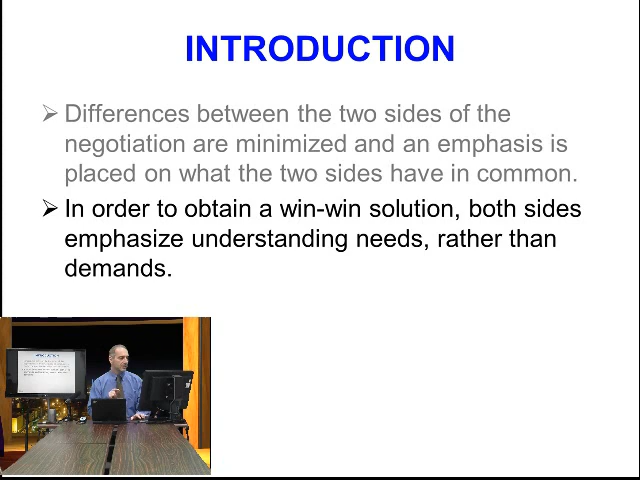 INTRODUCTION
Differences between the two sides of the
negotiation are minimized and an emphasis is
placed on what the two sides have in common.
In order to obtain a win-win solution, both sides
emphasize understanding needs, rather than
demands.
INTRODUCTION